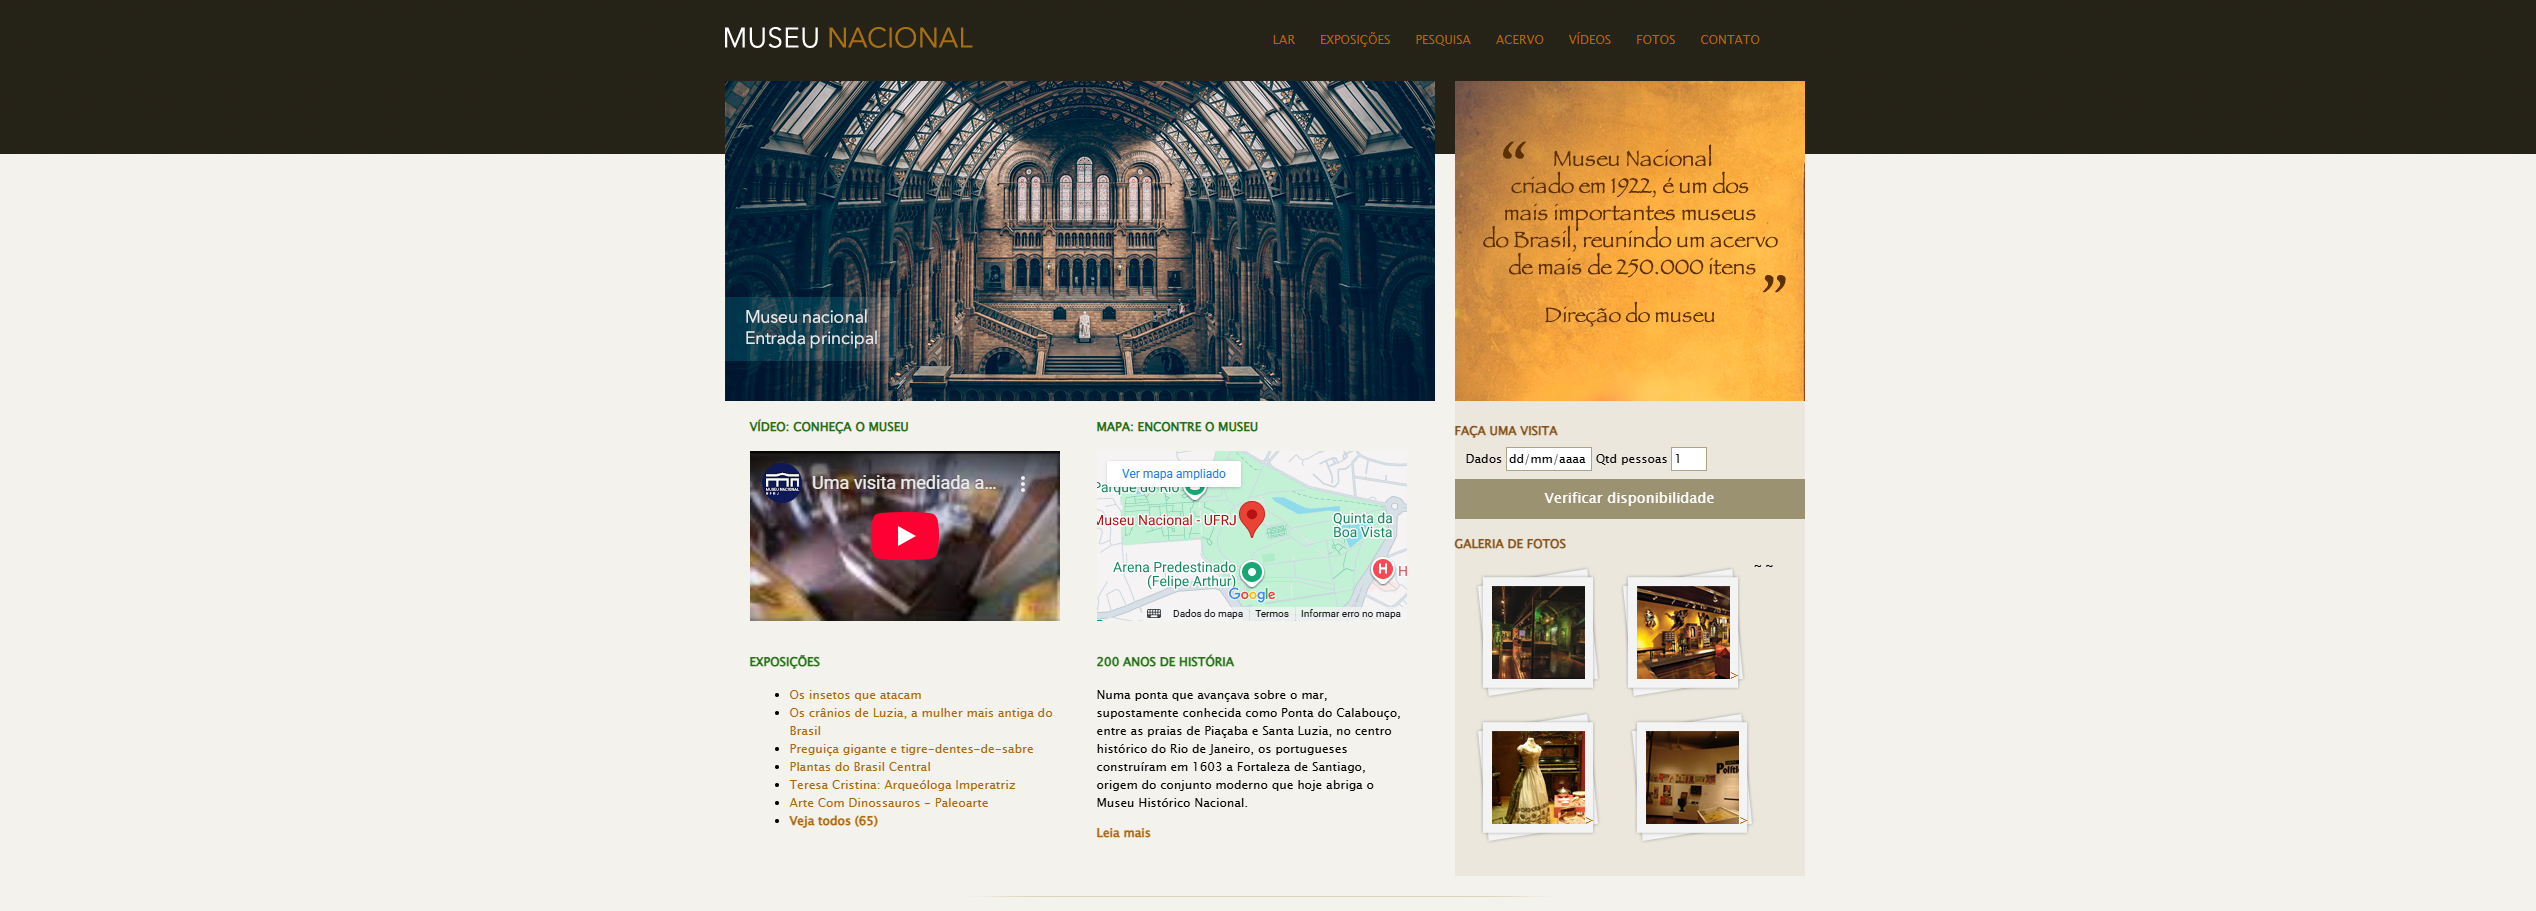 MUSEU NACIONAL
LAR EXPOSIÇÕES PESQUISA ACERVO VÍDEOS FOTOS CONTATO
Museu nacional
Entrada principal
“ Museu Nacional
criado em 1922, é um dos
mais importantes museus
do Brasil, reunindo um acervo
de mais de 250.000 itens ”
Direção do museu
VÍDEO: CONHEÇA O MUSEU
MUSEU NACIONAL
UFRJ
Uma visita mediada a...
MAPA: ENCONTRE O MUSEU
Ver mapa ampliado
Parque do Rio
Museu Nacional - UFRJ
Quinta da
Boa Vista
Arena Predestinado
(Felipe Arthur)
H
H
Google
Dados do mapa Termos Informar erro no mapa
EXPOSIÇÕES
Os insetos que atacam
Os crânios de Luzia, a mulher mais antiga do
Brasil
Preguiça gigante e tigre-dentes-de-sabre
Plantas do Brasil Central
Teresa Cristina: Arqueóloga Imperatriz
Arte Com Dinossauros - Paleoarte
Veja todos (65)
200 ANOS DE HISTÓRIA
Numa ponta que avançava sobre o mar,
supostamente conhecida como Ponta do Calabouço,
entre as praias de Piaçaba e Santa Luzia, no centro
histórico do Rio de Janeiro, os portugueses
construíram em 1603 a Fortaleza de Santiago,
origem do conjunto moderno que hoje abriga o
Museu Histórico Nacional.
Leia mais
FAÇA UMA VISITA
Dados dd/mm/aaaa Qtd pessoas 1
Verificar disponibilidade
GALERIA DE FOTOS
~ ~
>
Polític
>
>